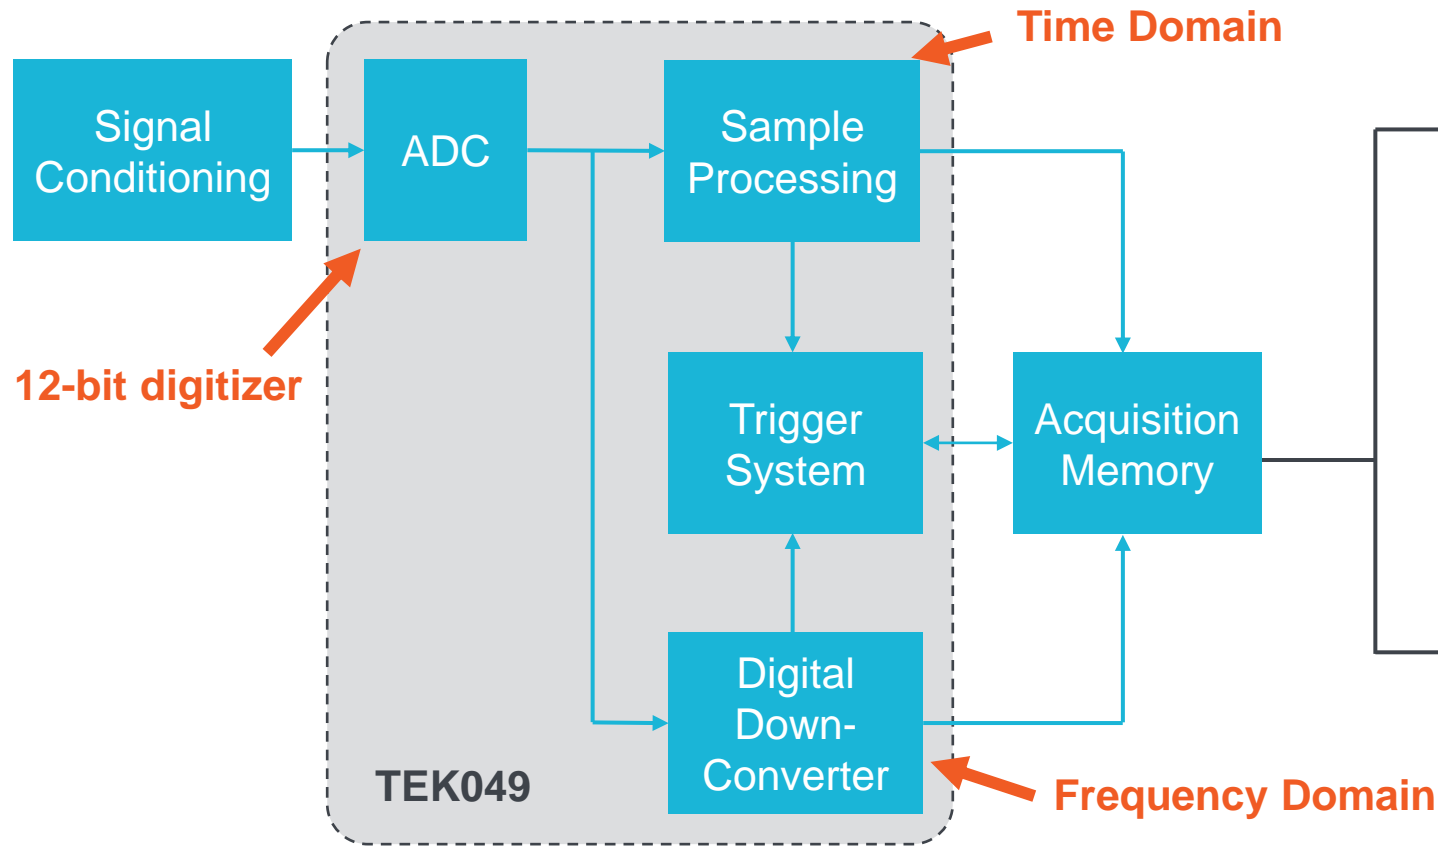 Time Domain
Signal
Conditioning
ADC
Sample
Processing
12-bit digitizer
Trigger
System
Acquisition
Memory
Digital
Down-
Converter
TEK049
Frequency Domain